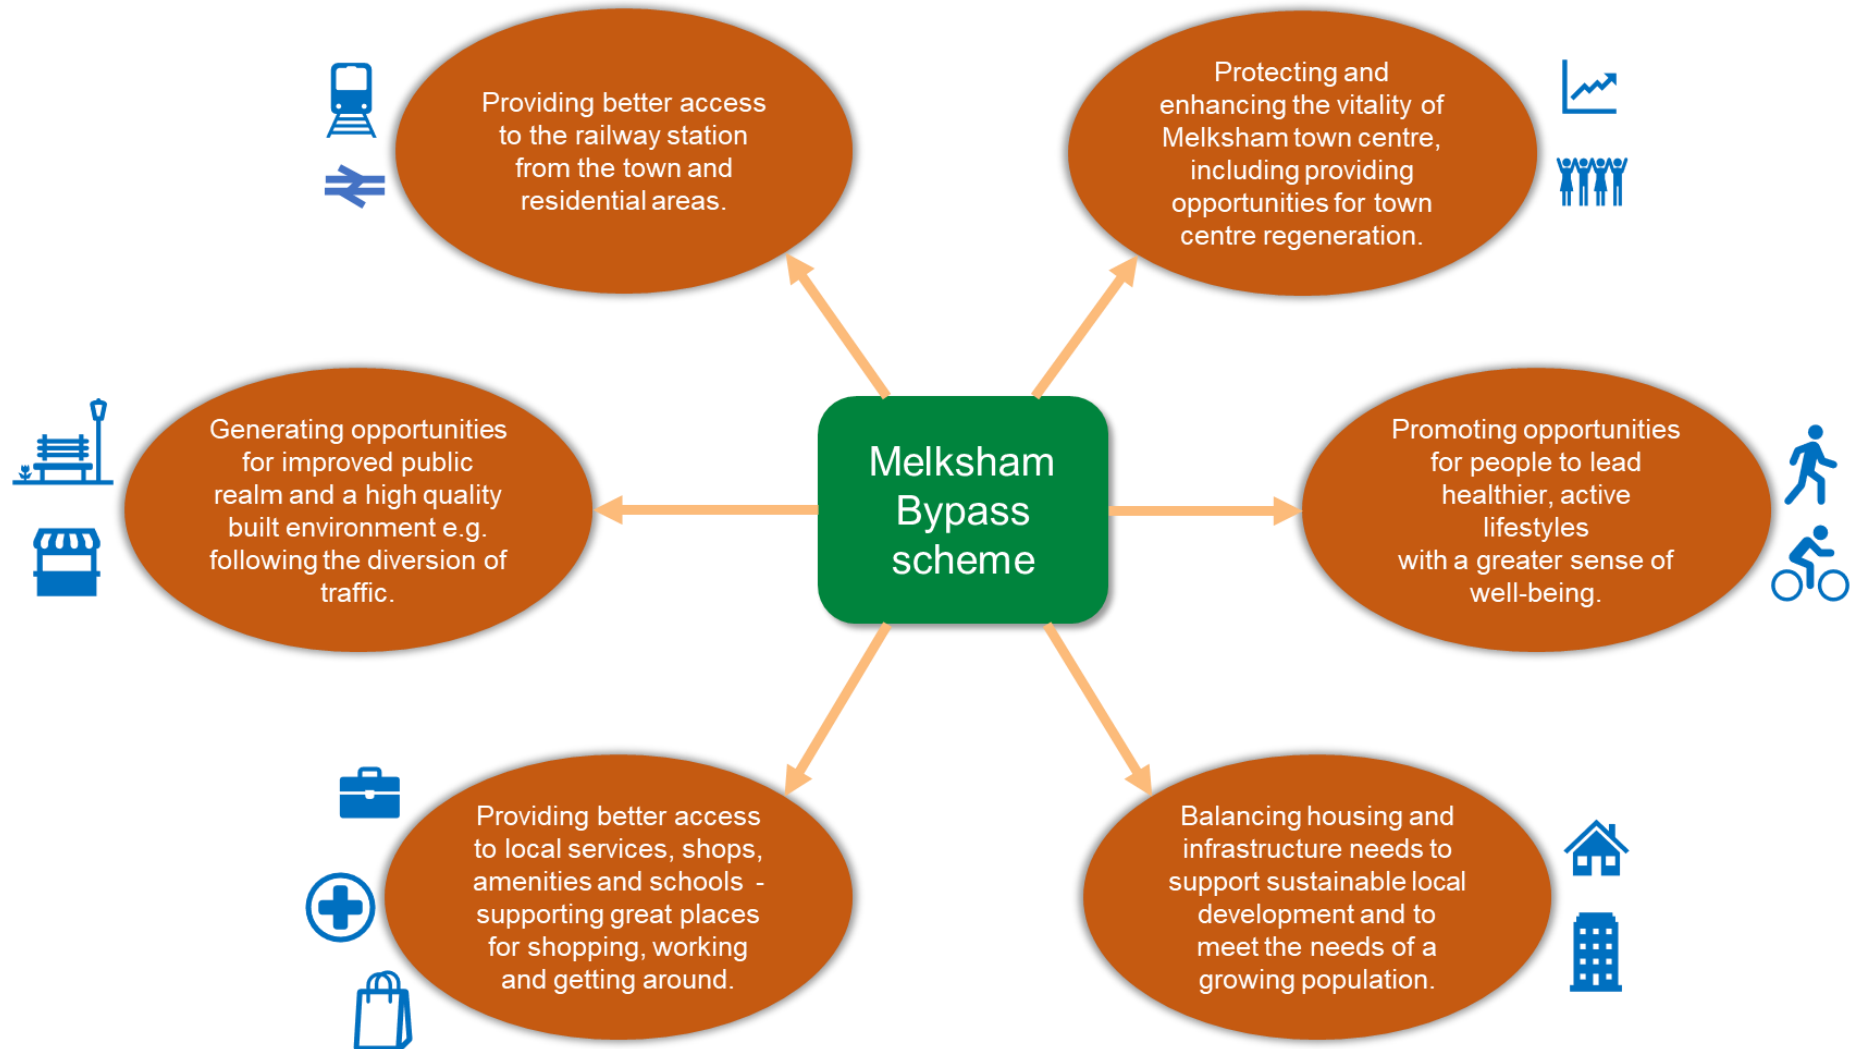 Providing better access
to the railway station
from the town and
residential areas.
Protecting and
enhancing the vitality of
Melksham town centre,
including providing
opportunities for town
centre regeneration.
Generating opportunities
for improved public
realm and a high quality
built environment e.g.
following the diversion of
traffic.
Melksham
Bypass
scheme
Promoting opportunities
for people to lead
healthier, active
lifestyles
with a greater sense of
well-being.
Providing better access
to local services, shops,
amenities and schools -
supporting great places
for shopping, working
and getting around.
Balancing housing and
infrastructure needs to
support sustainable local
development and to
meet the needs of a
growing population.